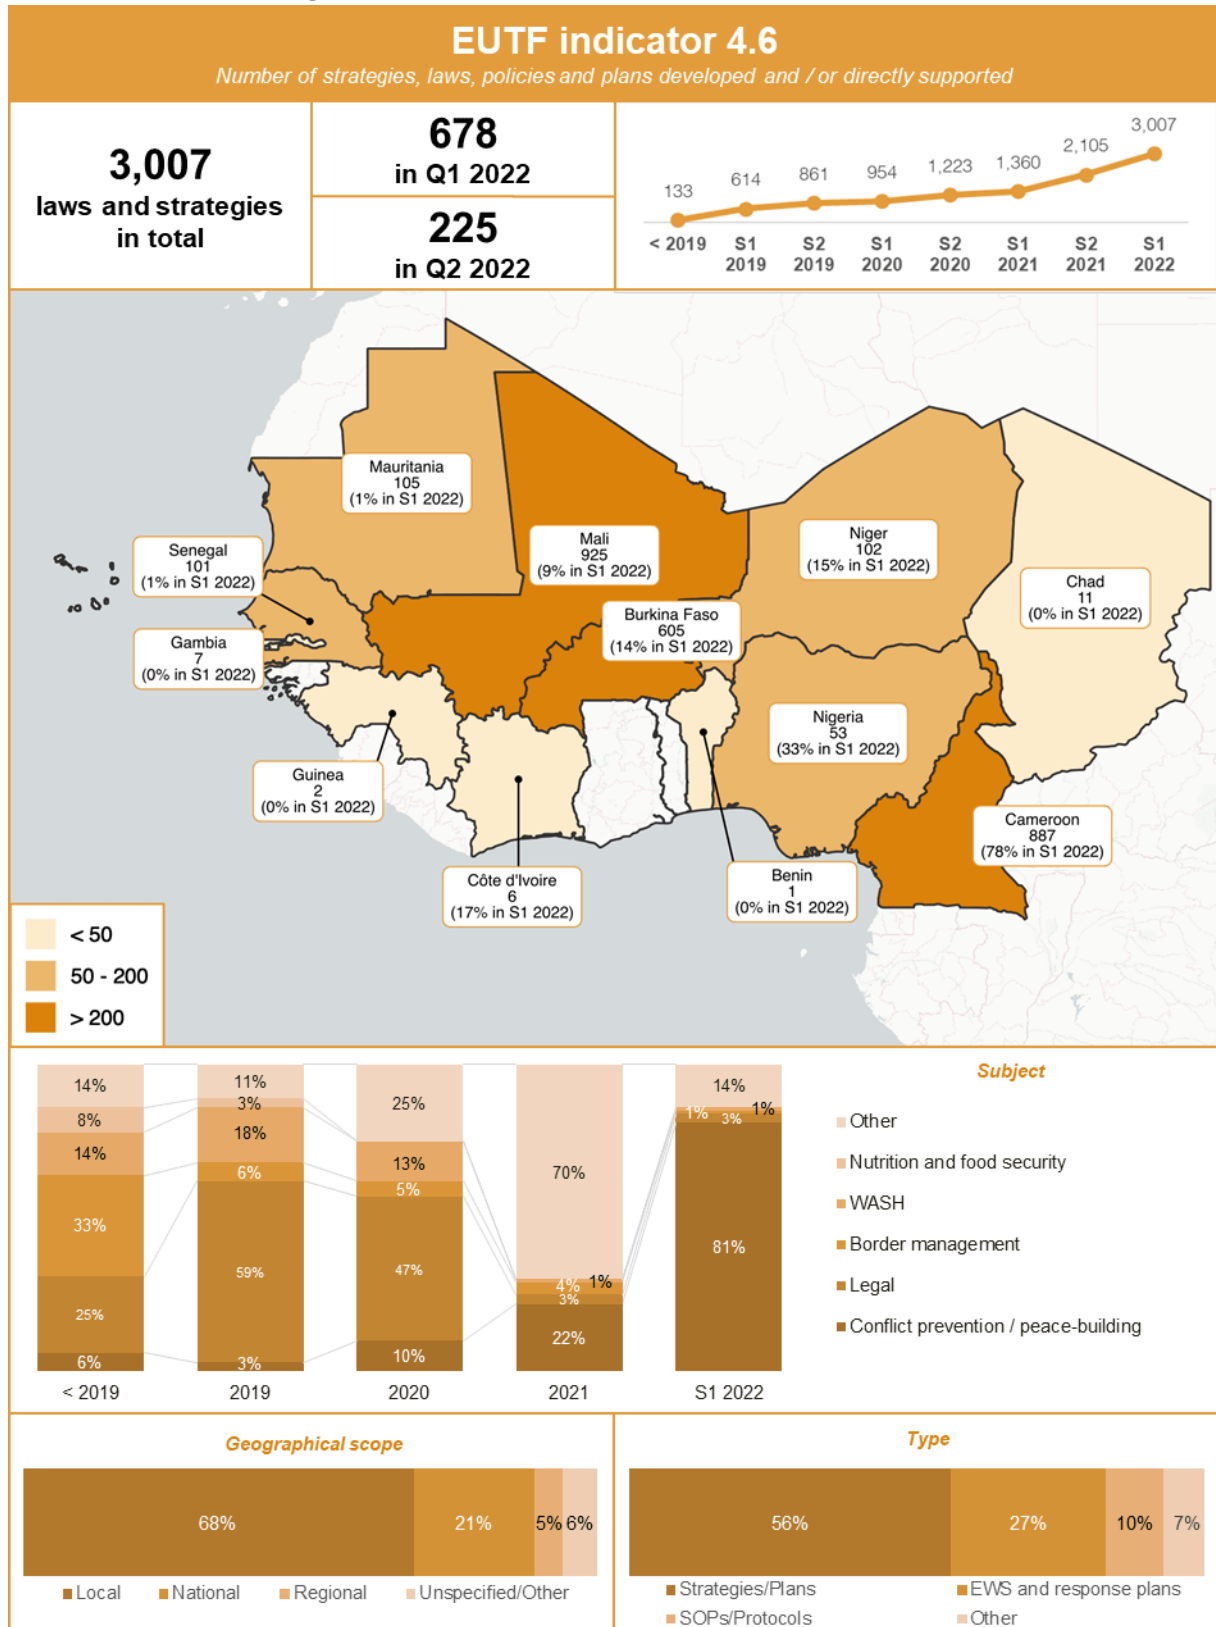 EUTF indicator 4.6
Number of strategies, laws, policies and plans developed and / or directly supported
3,007
laws and strategies
in total
678
in Q1 2022
225
in Q2 2022
133
614
861
954
1,223
1,360
2,105
3,007
< 2019
S1
2019
S2
2019
S1
2020
S2
2020
S1
2021
S2
2021
S1
2022
Mauritania
105
(1% in S1 2022)
Mali
925
(9% in S1 2022)
Niger
102
(15% in S1 2022)
Senegal
101
(1% in S1 2022)
Chad
11
(0% in S1 2022)
Burkina Faso
605
(14% in S1 2022)
Gambia
7
(0% in S1 2022)
Nigeria
53
(33% in S1 2022)
Guinea
2
(0% in S1 2022)
Cameroon
887
(78% in S1 2022)
Côte d'Ivoire
6
(17% in S1 2022)
Benin
1
(0% in S1 2022)
< 50
50 - 200
> 200
14%
8%
14%
33%
25%
6%
< 2019
11%
3%
18%
6%
59%
3%
2019
25%
13%
5%
47%
10%
2020
70%
1%
4%
3%
22%
2021
14%
1%
1%
3%
81%
S1 2022
Subject
Other
Nutrition and food security
WASH
Border management
Legal
Conflict prevention / peace-building
Geographical scope
68%
21%
5%
6%
Local
National
Regional
Unspecified/Other
Type
56%
27%
10%
7%
Strategies/Plans
EWS and response plans
SOPs/Protocols
Other